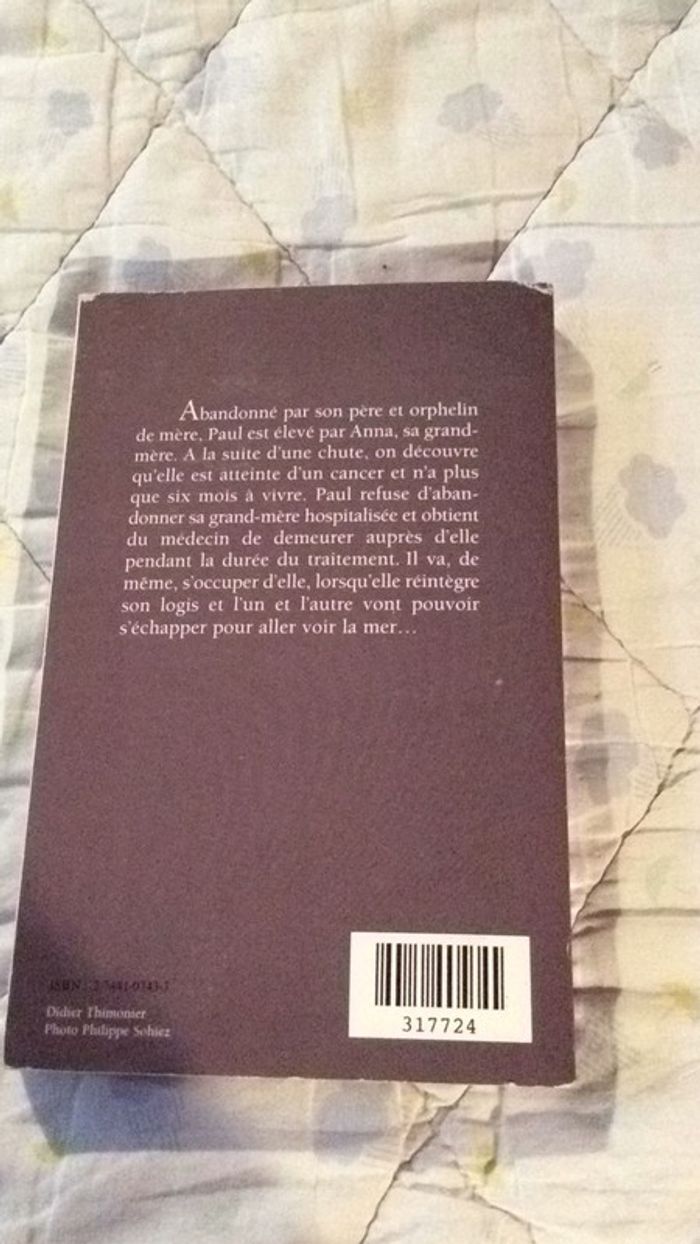 Abandonné par son père et orphelin
de mère, Paul est élevé par Anna, sa grand-
mère. A la suite d'une chute, on découvre
qu'elle est atteinte d'un cancer et n'a plus
que six mois à vivre. Paul refuse d'aban-
donner sa grand-mère hospitalisée et obtient
du médecin de demeurer auprès d'elle
pendant la durée du traitement. Il va, de
même, s'occuper d'elle, lorsqu'elle réintègre
son logis et l'un et l'autre vont pouvoir
s'échapper pour aller voir la mer...
ISBN
Didier Thimonier
Photo Philippe Sohiez
317724